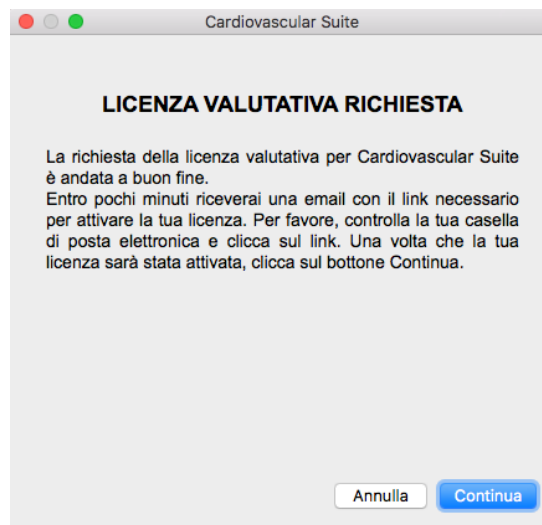 Cardiovascular Suite
LICENZA VALUTATIVA RICHIESTA
La richiesta della licenza valutativa per Cardiovascular Suite
è andata a buon fine.
Entro pochi minuti riceverai una email con il link necessario
per attivare la tua licenza. Per favore, controlla la tua casella
di posta elettronica e clicca sul link. Una volta che la tua
licenza sarà stata attivata, clicca sul bottone Continua.
Annulla Continua